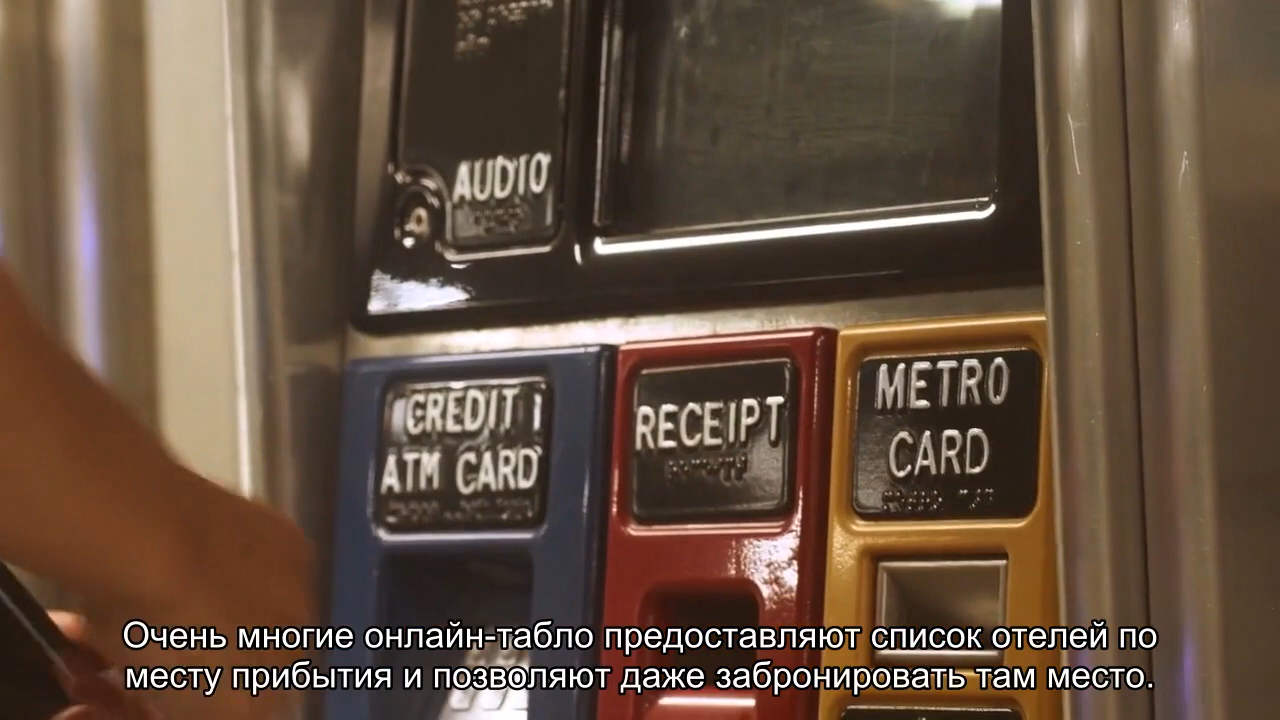 AUDIO
CREDIT
ATM CARD
RECEIPT
METRO
CARD
Очень многие онлайн-табло предоставляют список отелей по
месту прибытия и позволяют даже забронировать там место.